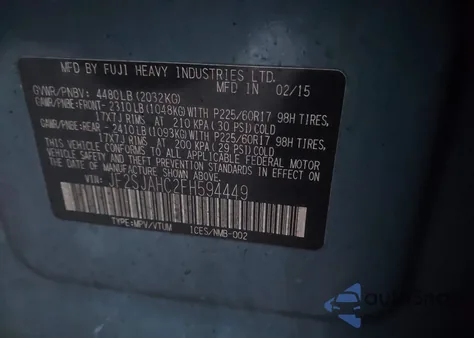 MFD BY FUJI HEAVY INDUSTRIES LTD.
GVWR/PNBV: 4480LB(2032KG) MFD IN 02/15
GAWR/PNBE:FRONT-2310LB(1048KG)WITH P225/60R17 98H TIRES,
17X7J RIMS AT 210 KPA(30 PSI)COLD
GAWR/PNBE:REAR-2410LB(1093KG)WITH P225/60R17 98H TIRES,
17X7J RIMS AT 200 KPA(29 PSI)COLD
THIS VEHICLE CONFORMS TO ALL APPLICABLE FEDERAL MOTOR
VEHICLE SAFETY, BUMPER, AND THEFT PREVENTION STANDARDS
IN EFFECT ON THE DATE OF MANUFACTURE SHOWN ABOVE.
VIN: JF2SJAHC2FH594449
TYPE:MPV/VTUM 1CES/NMB-002